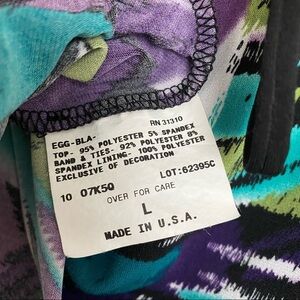 RN 31310
EGG-BLA-
TOP- 95% POLYESTER 5% SPANDEX
BAND & TIES- 92% POLYESTER 8%
SPANDEX LINING- 100% POLYESTER
EXCLUSIVE OF DECORATION
10 07K5Q LOT:62395C
OVER FOR CARE
L
MADE IN U.S.A.